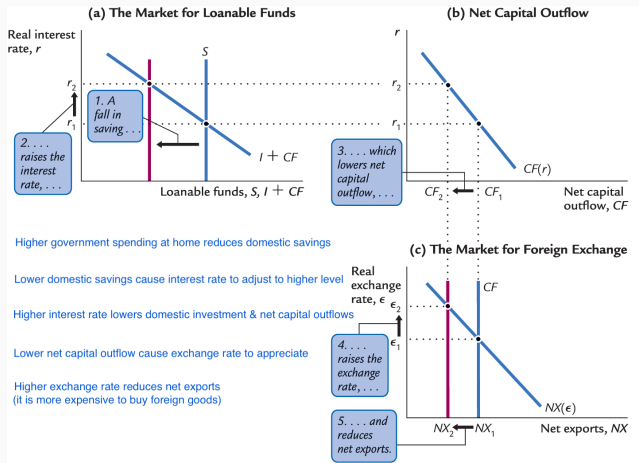 (a) The Market for Loanable Funds
Real interest
rate, r
S
r₂
r₁
1. A
fall in
saving . . .
2. . . .
raises the
interest
rate, . . .
I + CF
Loanable funds, S, I + CF
(b) Net Capital Outflow
r
r₂
r₁
3. . . . which
lowers net
capital
outflow, . . .
CF(r)
CF₂
CF₁
Net capital
outflow, CF
Higher government spending at home reduces domestic savings
Lower domestic savings cause interest rate to adjust to higher level
Higher interest rate lowers domestic investment & net capital outflows
Lower net capital outflow cause exchange rate to appreciate
Higher exchange rate reduces net exports
(it is more expensive to buy foreign goods)
(c) The Market for Foreign Exchange
Real
exchange
rate, ϵ
CF
ϵ₂
ϵ₁
4. . . .
raises the
exchange
rate, . . .
NX(ϵ)
5. . . . and
reduces
net exports.
NX₂
NX₁
Net exports, NX